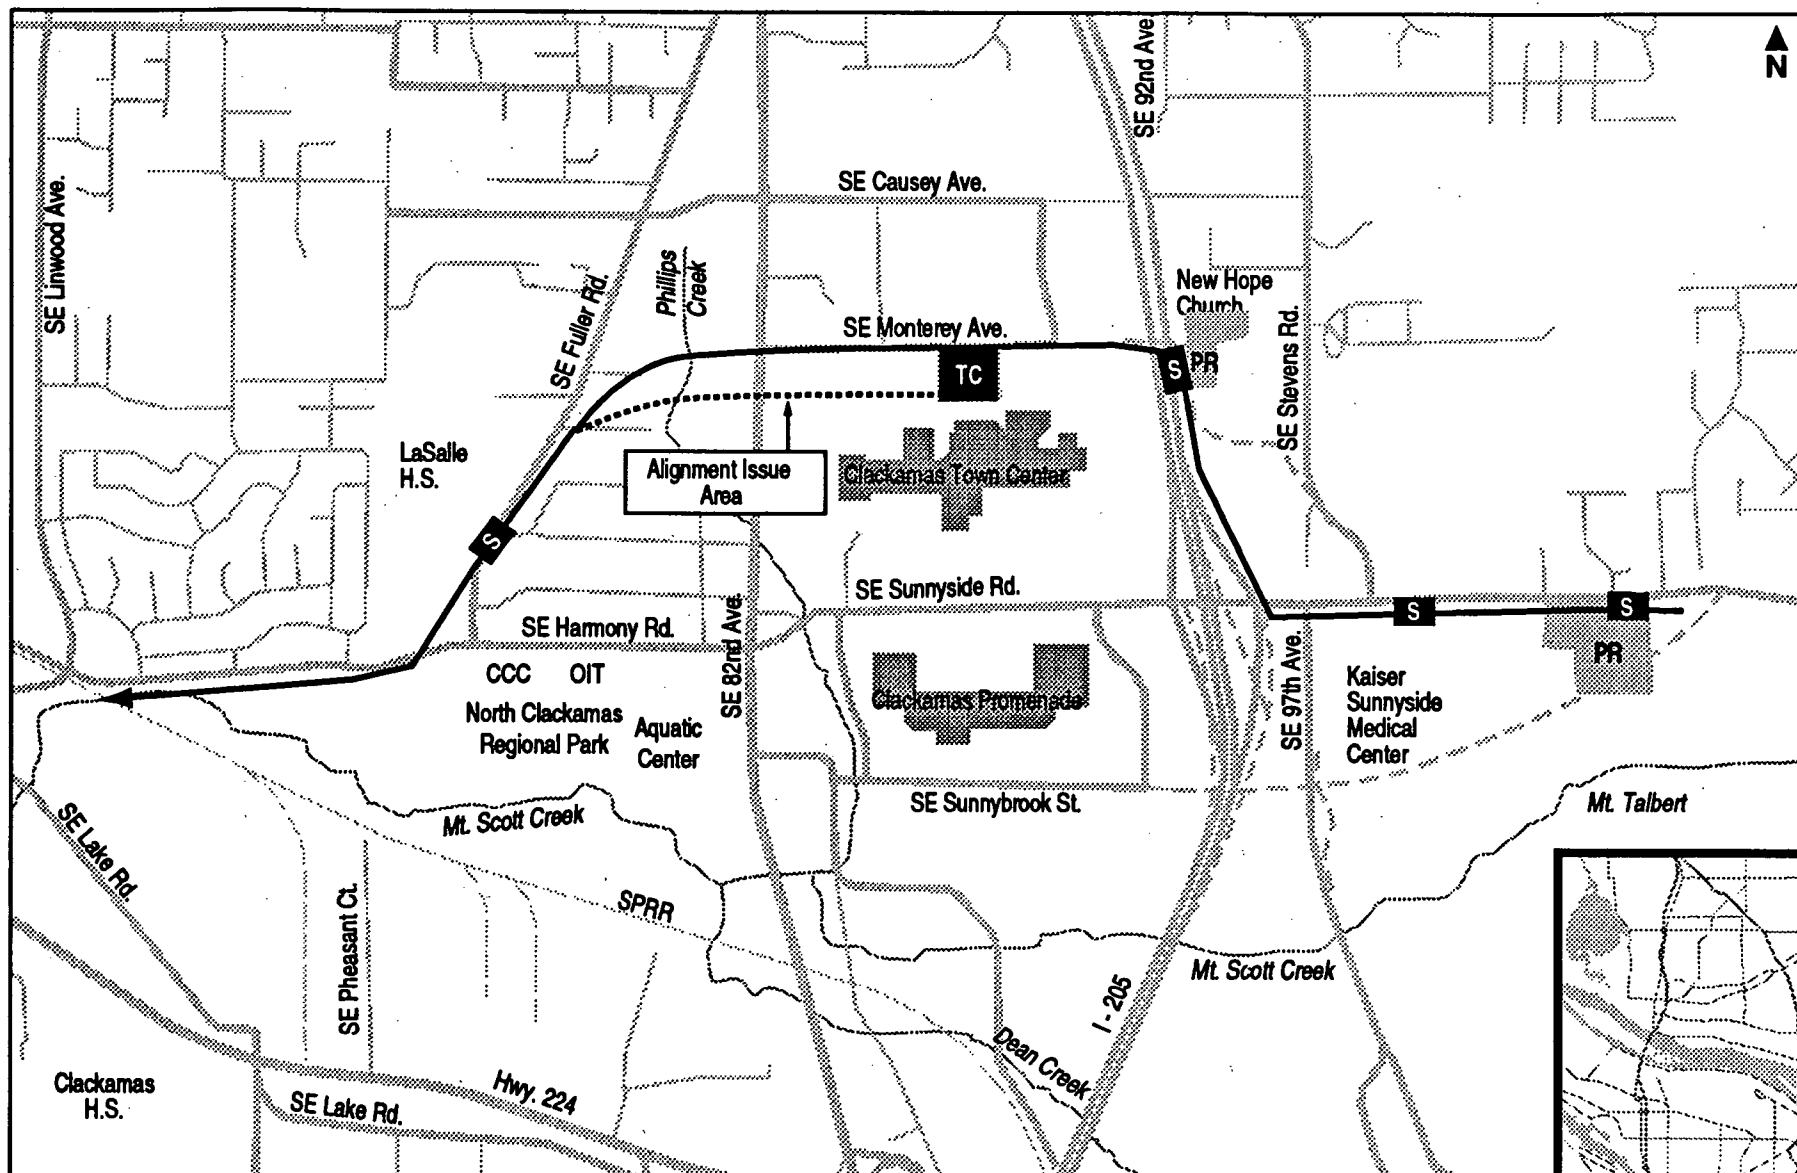 N
SE 92nd Ave.
SE Causey Ave.
SE Linwood Ave.
Phillips
Creek
New Hope
Church
SE Fuller Rd.
SE Monterey Ave.
SE Stevens Rd.
TC
S
PR
LaSalle
H.S.
Alignment Issue
Area
Clackamas Town Center
S
SE Sunnyside Rd.
S
S
SE Harmony Rd.
SE 82nd Ave.
SE 97th Ave.
PR
CCC
OIT
Kaiser
Sunnyside
Medical
Center
Clackamas Promenade
North Clackamas
Regional Park
Aquatic
Center
SE Sunnybrook St.
Mt. Talbert
Mt. Scott Creek
SE Lake Rd.
SPRR
SE Pheasant Ct.
Mt. Scott Creek
I - 205
Dean Creek
Clackamas
H.S.
Hwy. 224
SE Lake Rd.